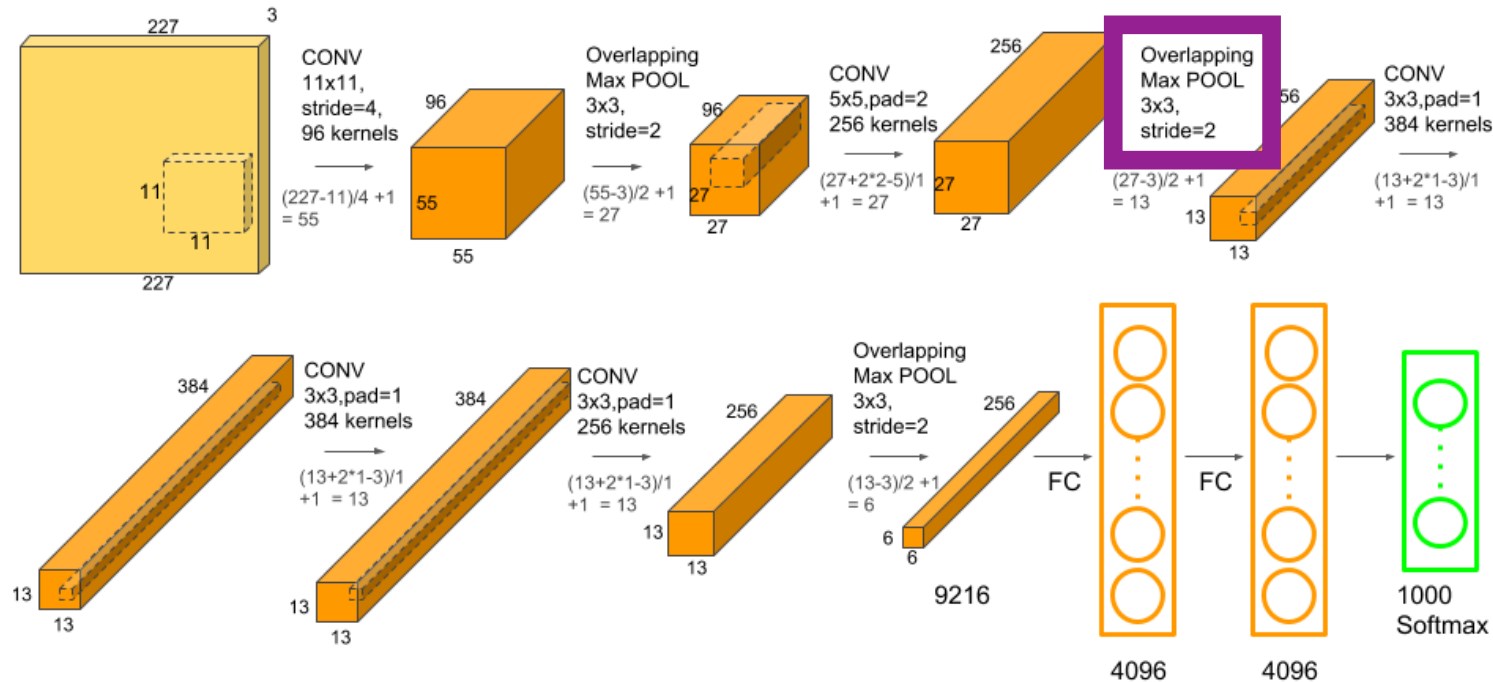 227
3
CONV
11x11,
stride=4,
96 kernels
(227-11)/4 +1
= 55
11
11
227
96
55
55
Overlapping
Max POOL
3x3,
stride=2
(55-3)/2 +1
= 27
96
27
27
CONV
5x5,pad=2
256 kernels
(27+2*2-5)/1
+1 = 27
256
27
27
Overlapping
Max POOL
3x3,
stride=2
(27-3)/2 +1
= 13
56
13
13
CONV
3x3,pad=1
384 kernels
(13+2*1-3)/1
+1 = 13
384
13
13
CONV
3x3,pad=1
384 kernels
(13+2*1-3)/1
+1 = 13
384
13
13
CONV
3x3,pad=1
256 kernels
(13+2*1-3)/1
+1 = 13
256
13
13
Overlapping
Max POOL
3x3,
stride=2
(13-3)/2 +1
= 6
256
6
6
9216
FC
4096
FC
4096
1000
Softmax